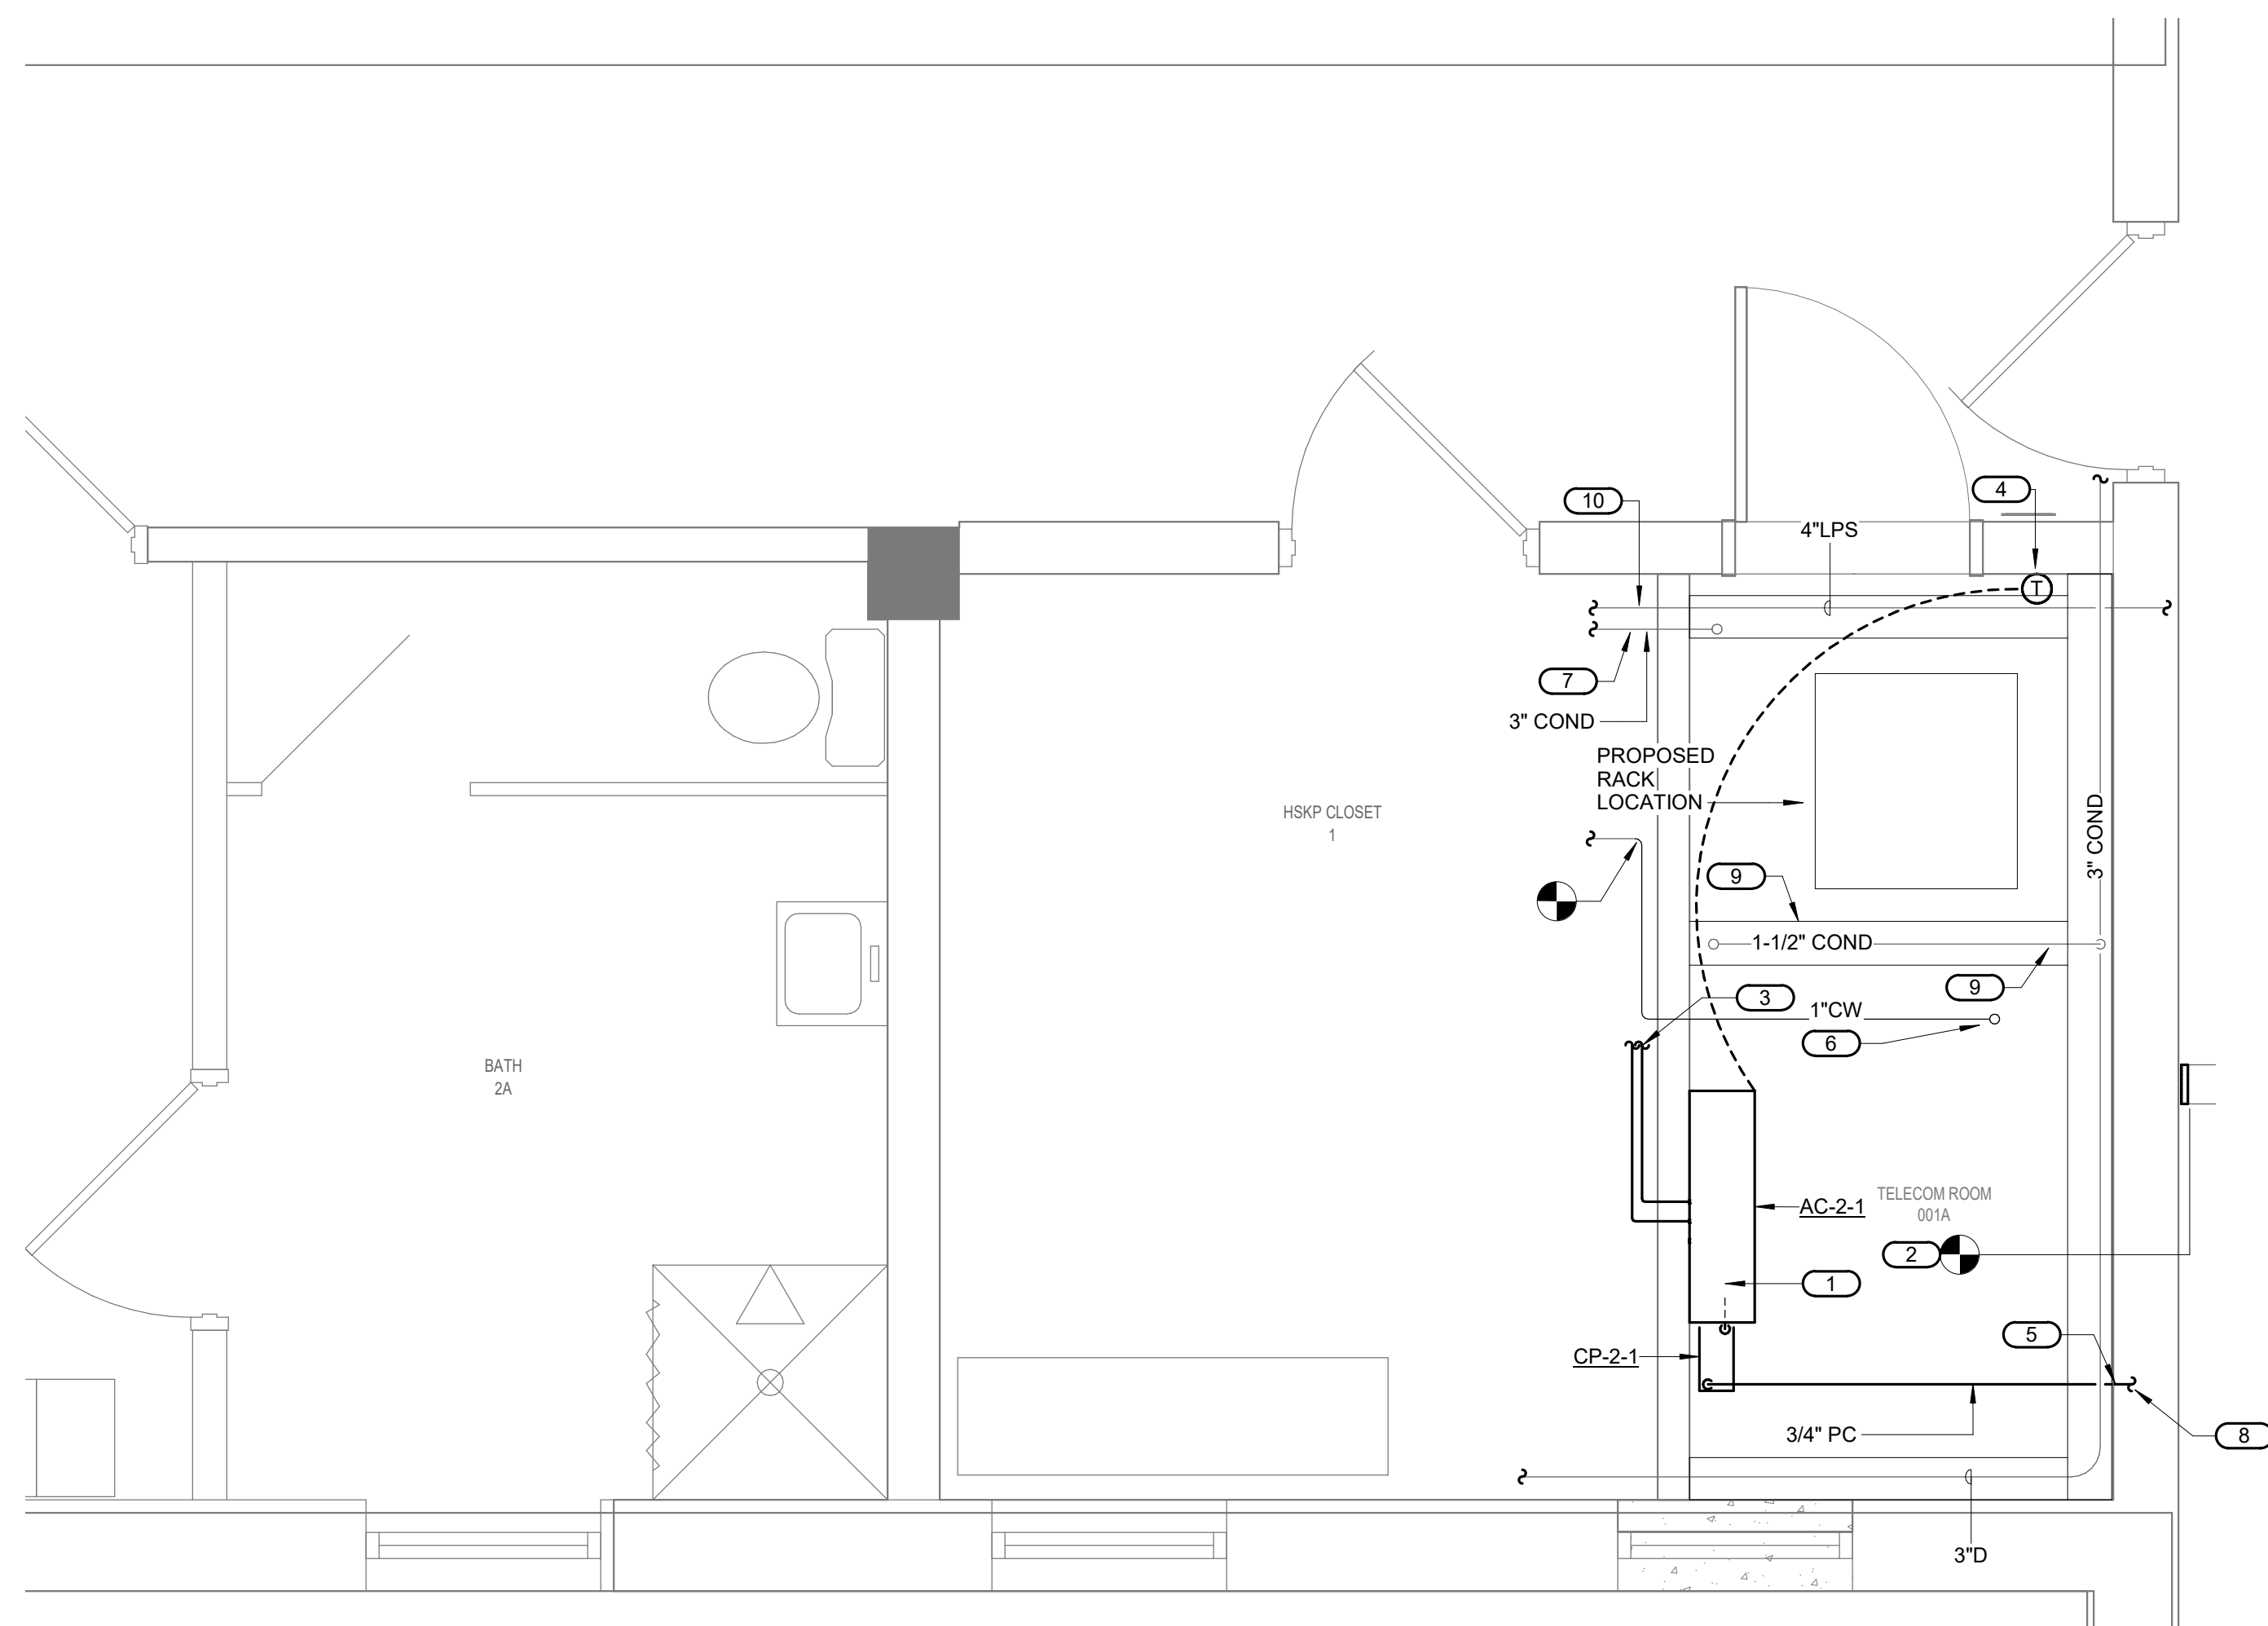 10
4
4"LPS
T
7
3" COND
PROPOSED
RACK
LOCATION
3" COND
HSKP CLOSET
1
9
1-1/2" COND
9
3
1"CW
6
BATH
2A
TELECOM ROOM
001A
AC-2-1
2
1
5
CP-2-1
3/4" PC
8
3"D